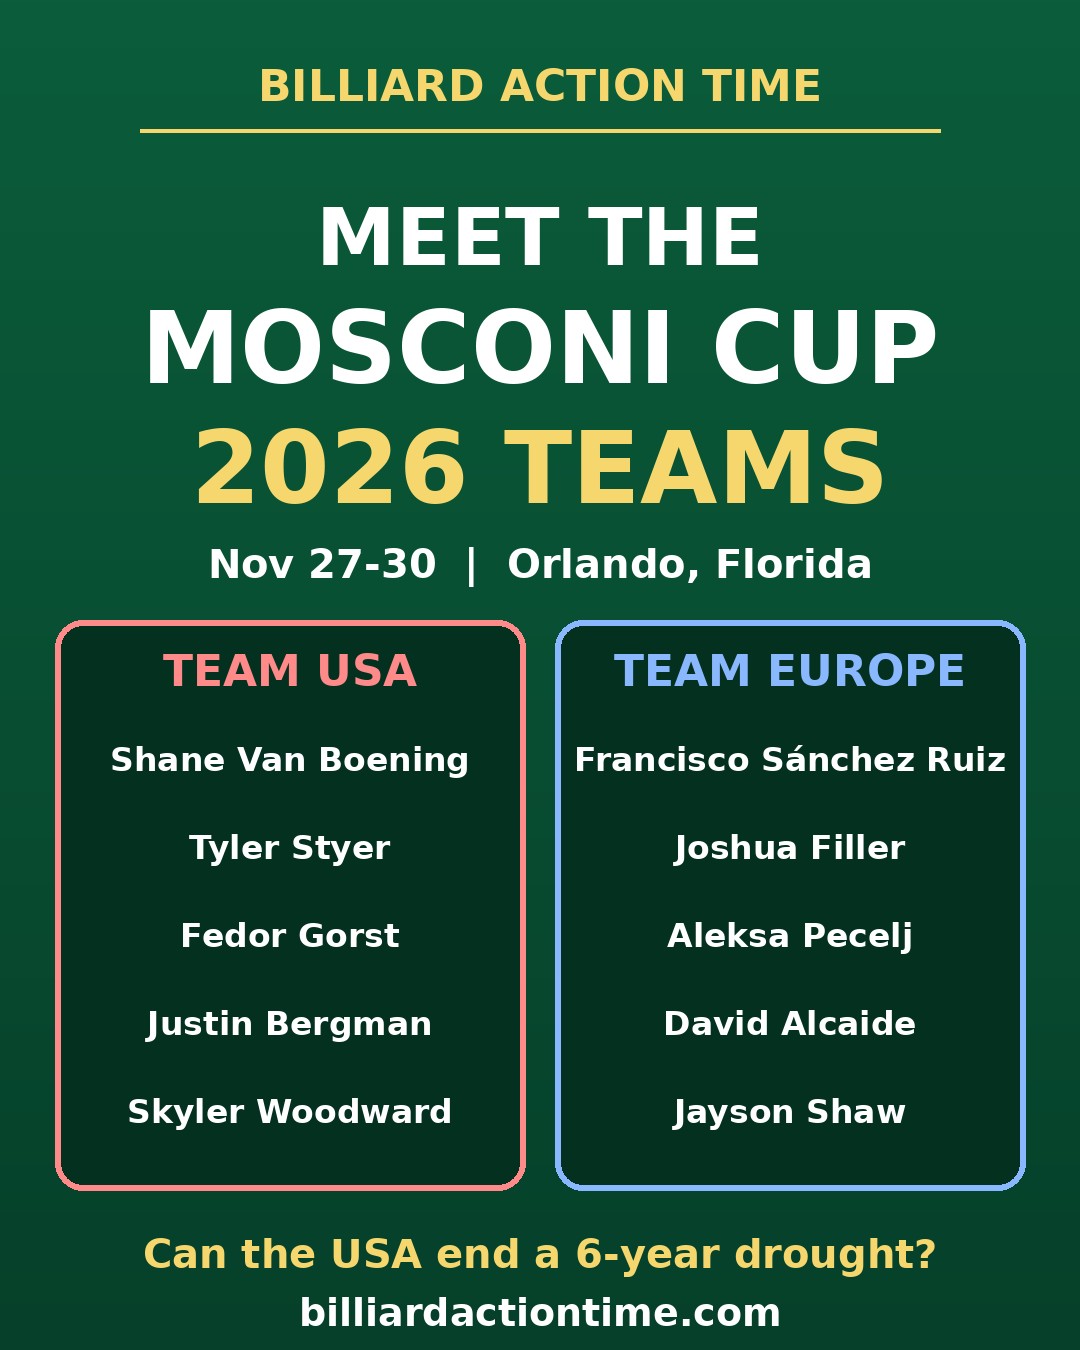 BILLIARD ACTION TIME
MEET THE
MOSCONI CUP
2026 TEAMS
Nov 27-30 | Orlando, Florida
TEAM USA
Shane Van Boening
Tyler Styer
Fedor Gorst
Justin Bergman
Skyler Woodward
TEAM EUROPE
Francisco Sánchez Ruiz
Joshua Filler
Aleksa Pecelj
David Alcaide
Jayson Shaw
Can the USA end a 6-year drought?
billiardactiontime.com